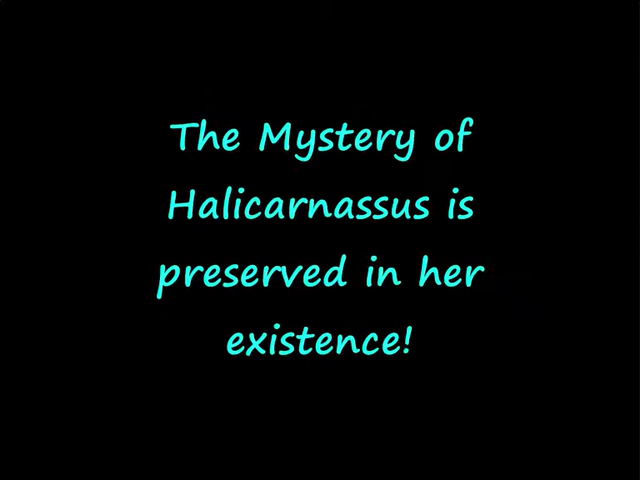 The Mystery of
Halicarnassus is
preserved in her
existence!